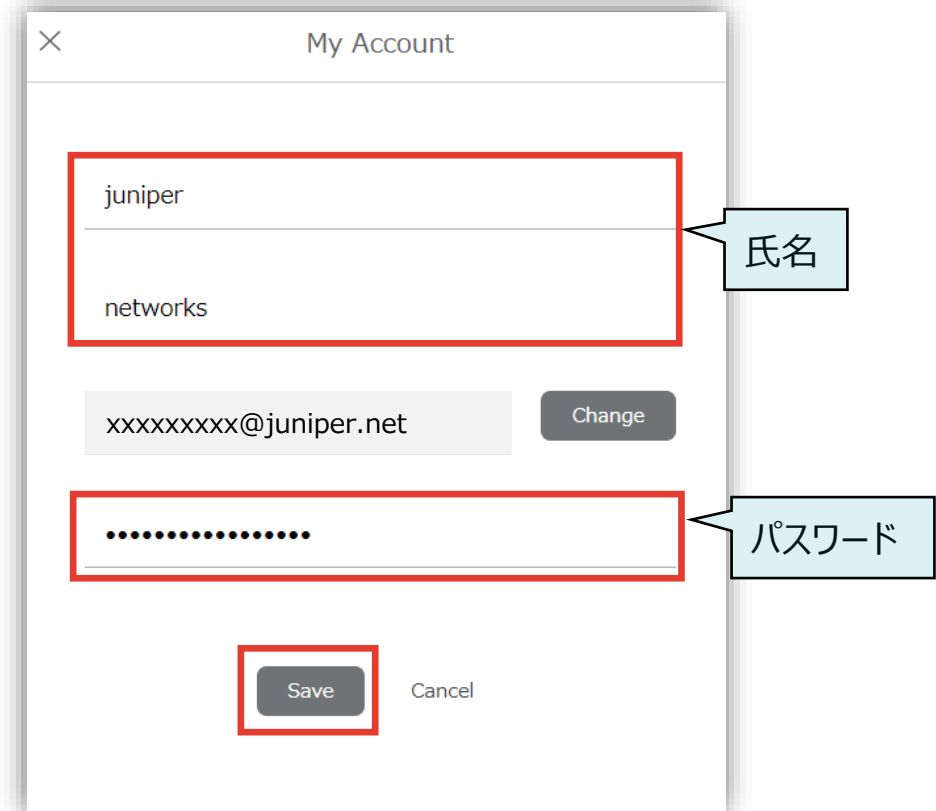 My Account
juniper
氏名
networks
xxxxxxxxx@juniper.net
Change
•••••••••••••••••
パスワード
Save
Cancel